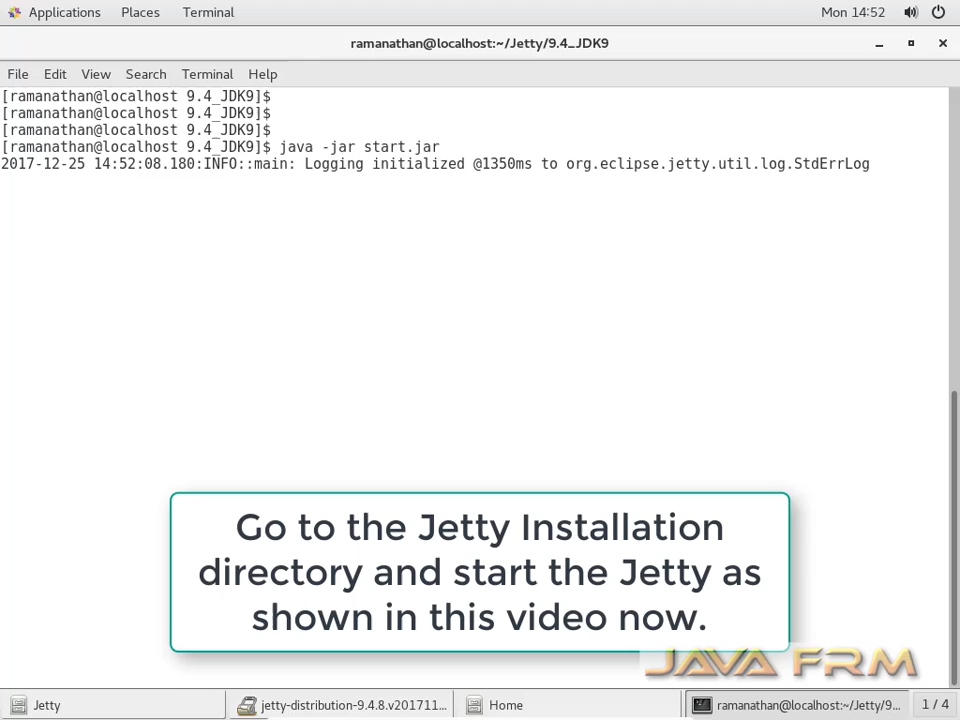 Applications Places Terminal Mon 14:52
ramanathan@localhost:~/Jetty/9.4_JDK9
File Edit View Search Terminal Help
[ramanathan@localhost 9.4_JDK9]$
[ramanathan@localhost 9.4_JDK9]$
[ramanathan@localhost 9.4_JDK9]$
[ramanathan@localhost 9.4_JDK9]$ java -jar start.jar
2017-12-25 14:52:08.180:INFO::main: Logging initialized @1350ms to org.eclipse.jetty.util.log.StdErrLog
Go to the Jetty Installation
directory and start the Jetty as
shown in this video now.
JAVA FRM
Jetty jetty-distribution-9.4.8.v201711... Home ramanathan@localhost:~/Jetty/9... 1 / 4